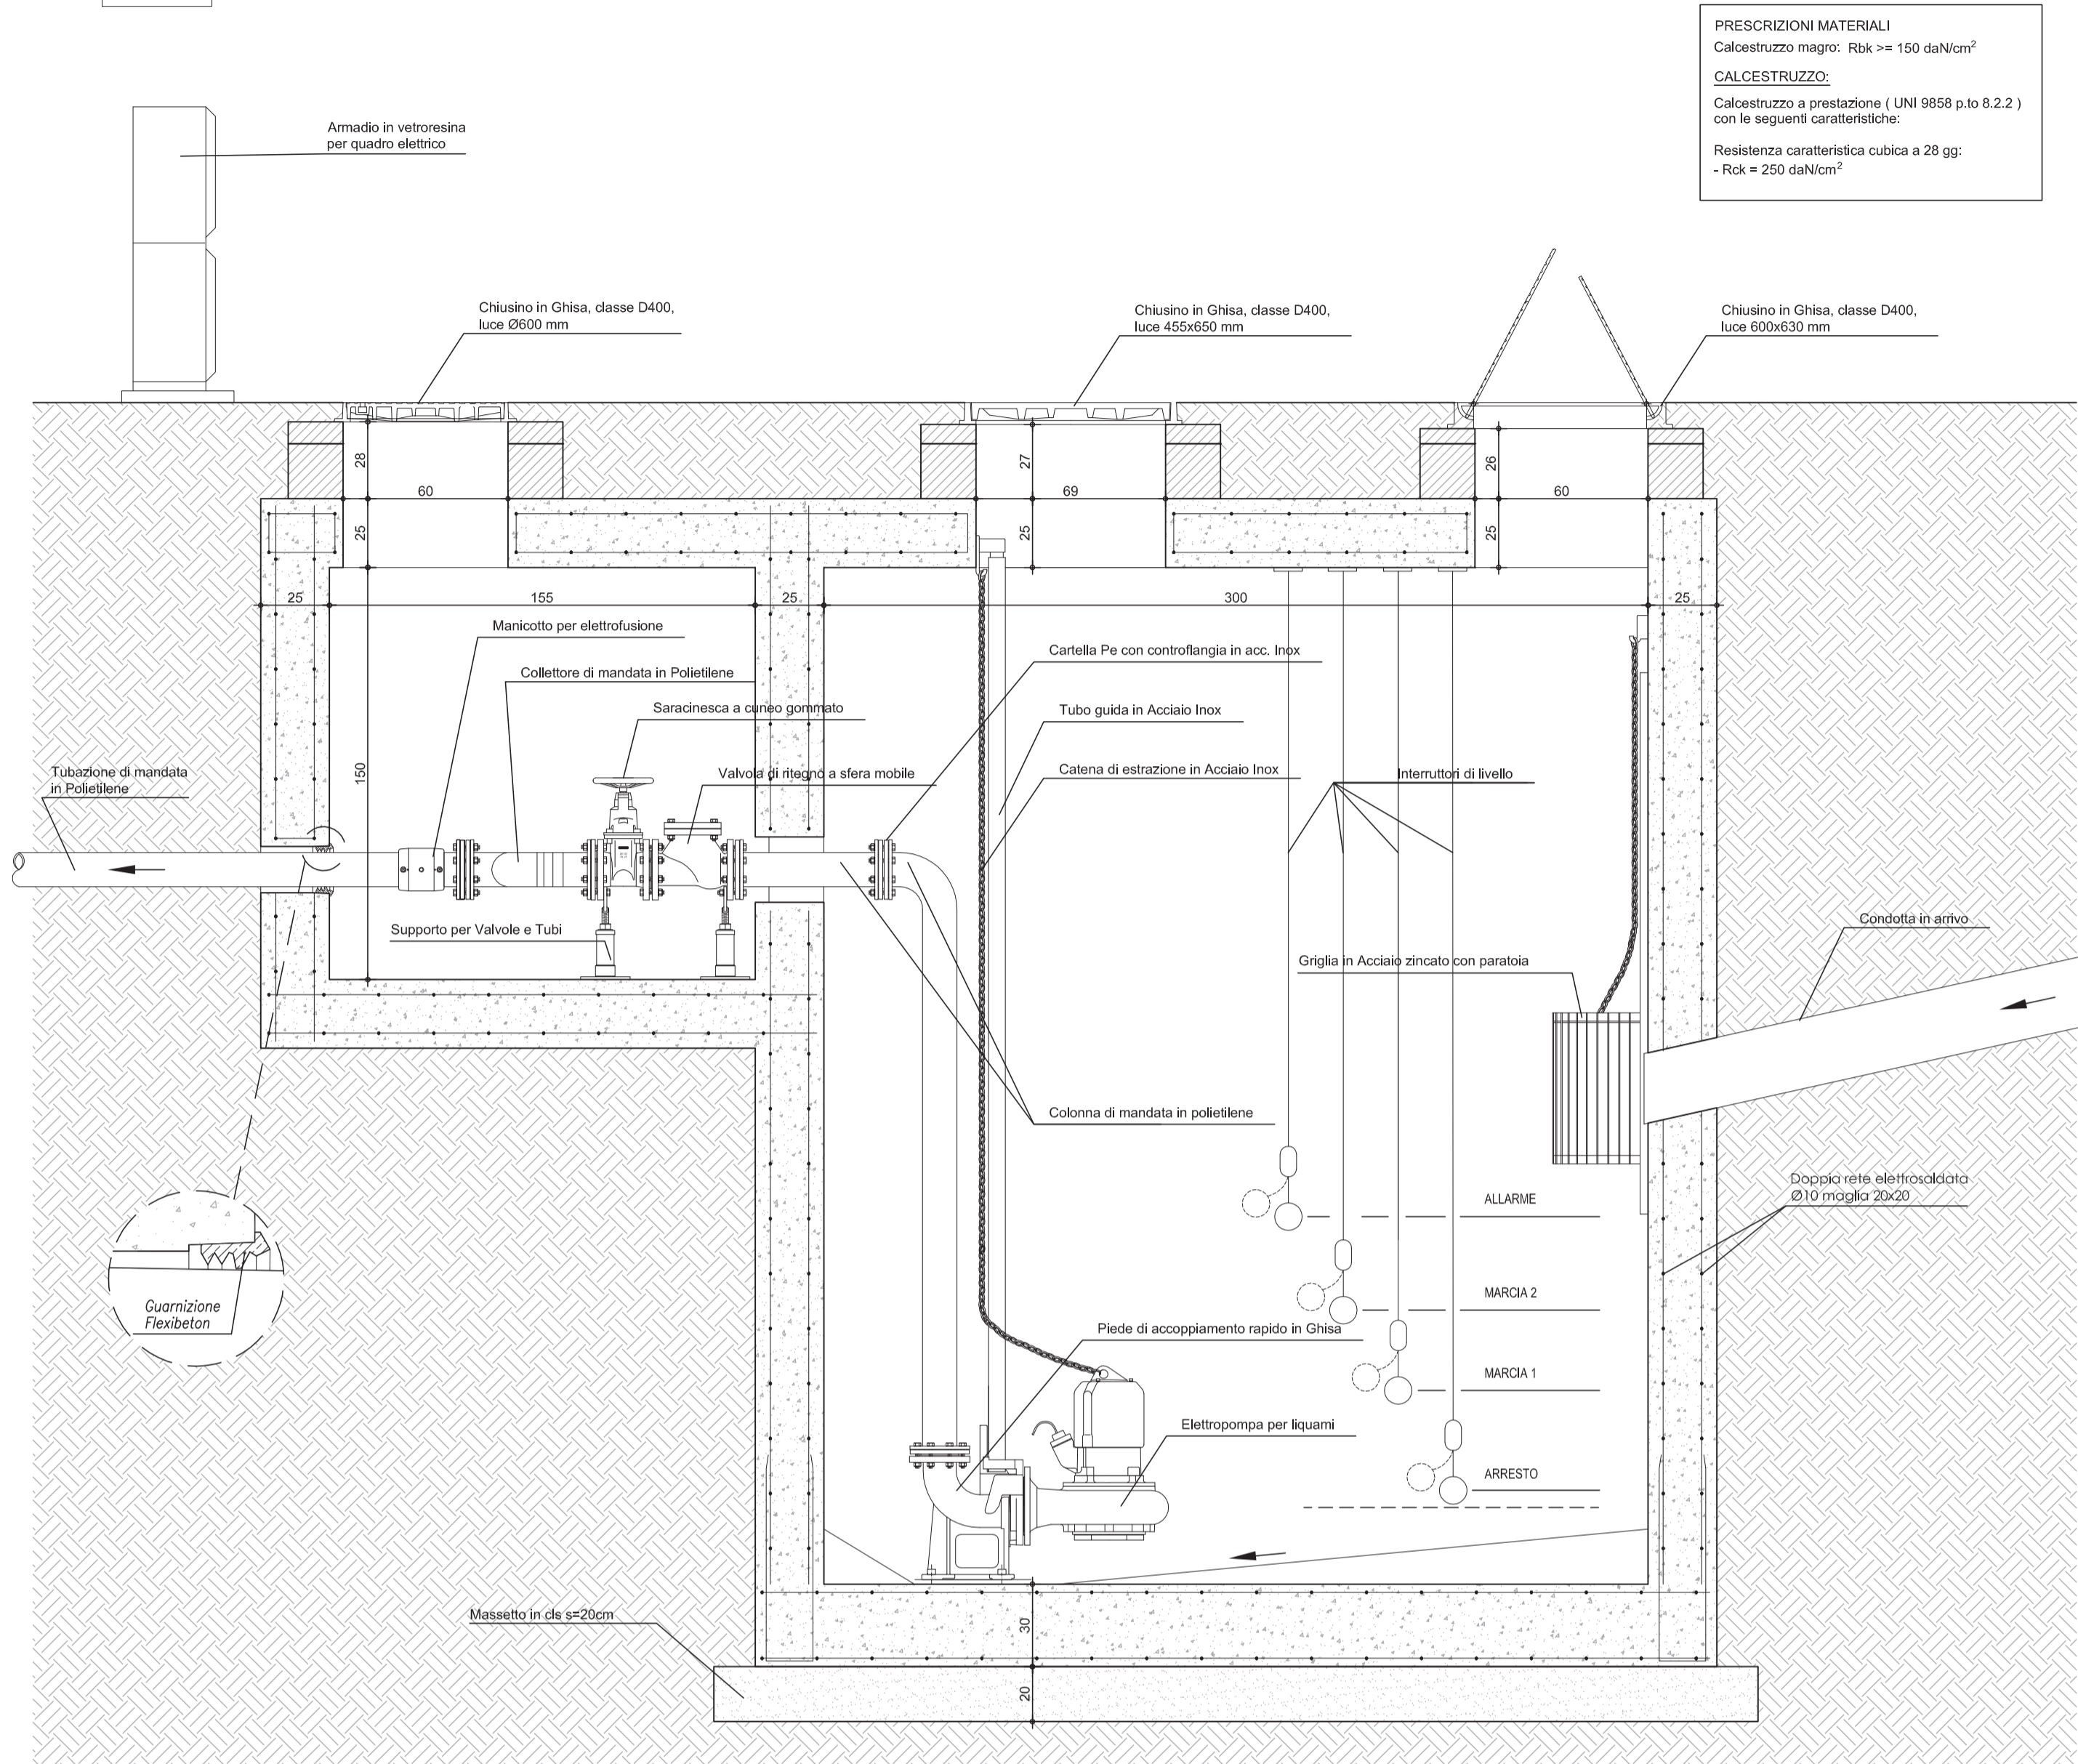 PRESCRIZIONI MATERIALI
Calcestruzzo magro: Rbk >= 150 daN/cm²
CALCESTRUZZO:
Calcestruzzo a prestazione ( UNI 9858 p.to 8.2.2 )
con le seguenti caratteristiche:
Resistenza caratteristica cubica a 28 gg:
- Rck = 250 daN/cm²
Armadio in vetroresina
per quadro elettrico
Chiusino in Ghisa, classe D400,
luce Ø600 mm
Chiusino in Ghisa, classe D400,
luce 455x650 mm
Chiusino in Ghisa, classe D400,
luce 600x630 mm
28
27
26
60
69
60
25
25
25
25
155
25
300
25
Manicotto per elettrofusione
Cartella Pe con controflangia in acc. Inox
Collettore di mandata in Polietilene
Saracinesca a cuneo gommato
Tubo guida in Acciaio Inox
150
Tubazione di mandata
in Polietilene
Valvola di ritegno a sfera mobile
Catena di estrazione in Acciaio Inox
Interruttori di livello
Condotta in arrivo
Supporto per Valvole e Tubi
Griglia in Acciaio zincato con paratoia
Colonna di mandata in polietilene
Doppia rete elettrosaldata
Ø10 maglia 20x20
ALLARME
MARCIA 2
Guarnizione
Flexibeton
Piede di accoppiamento rapido in Ghisa
MARCIA 1
Elettropompa per liquami
ARRESTO
Massetto in cls s=20cm
30
20